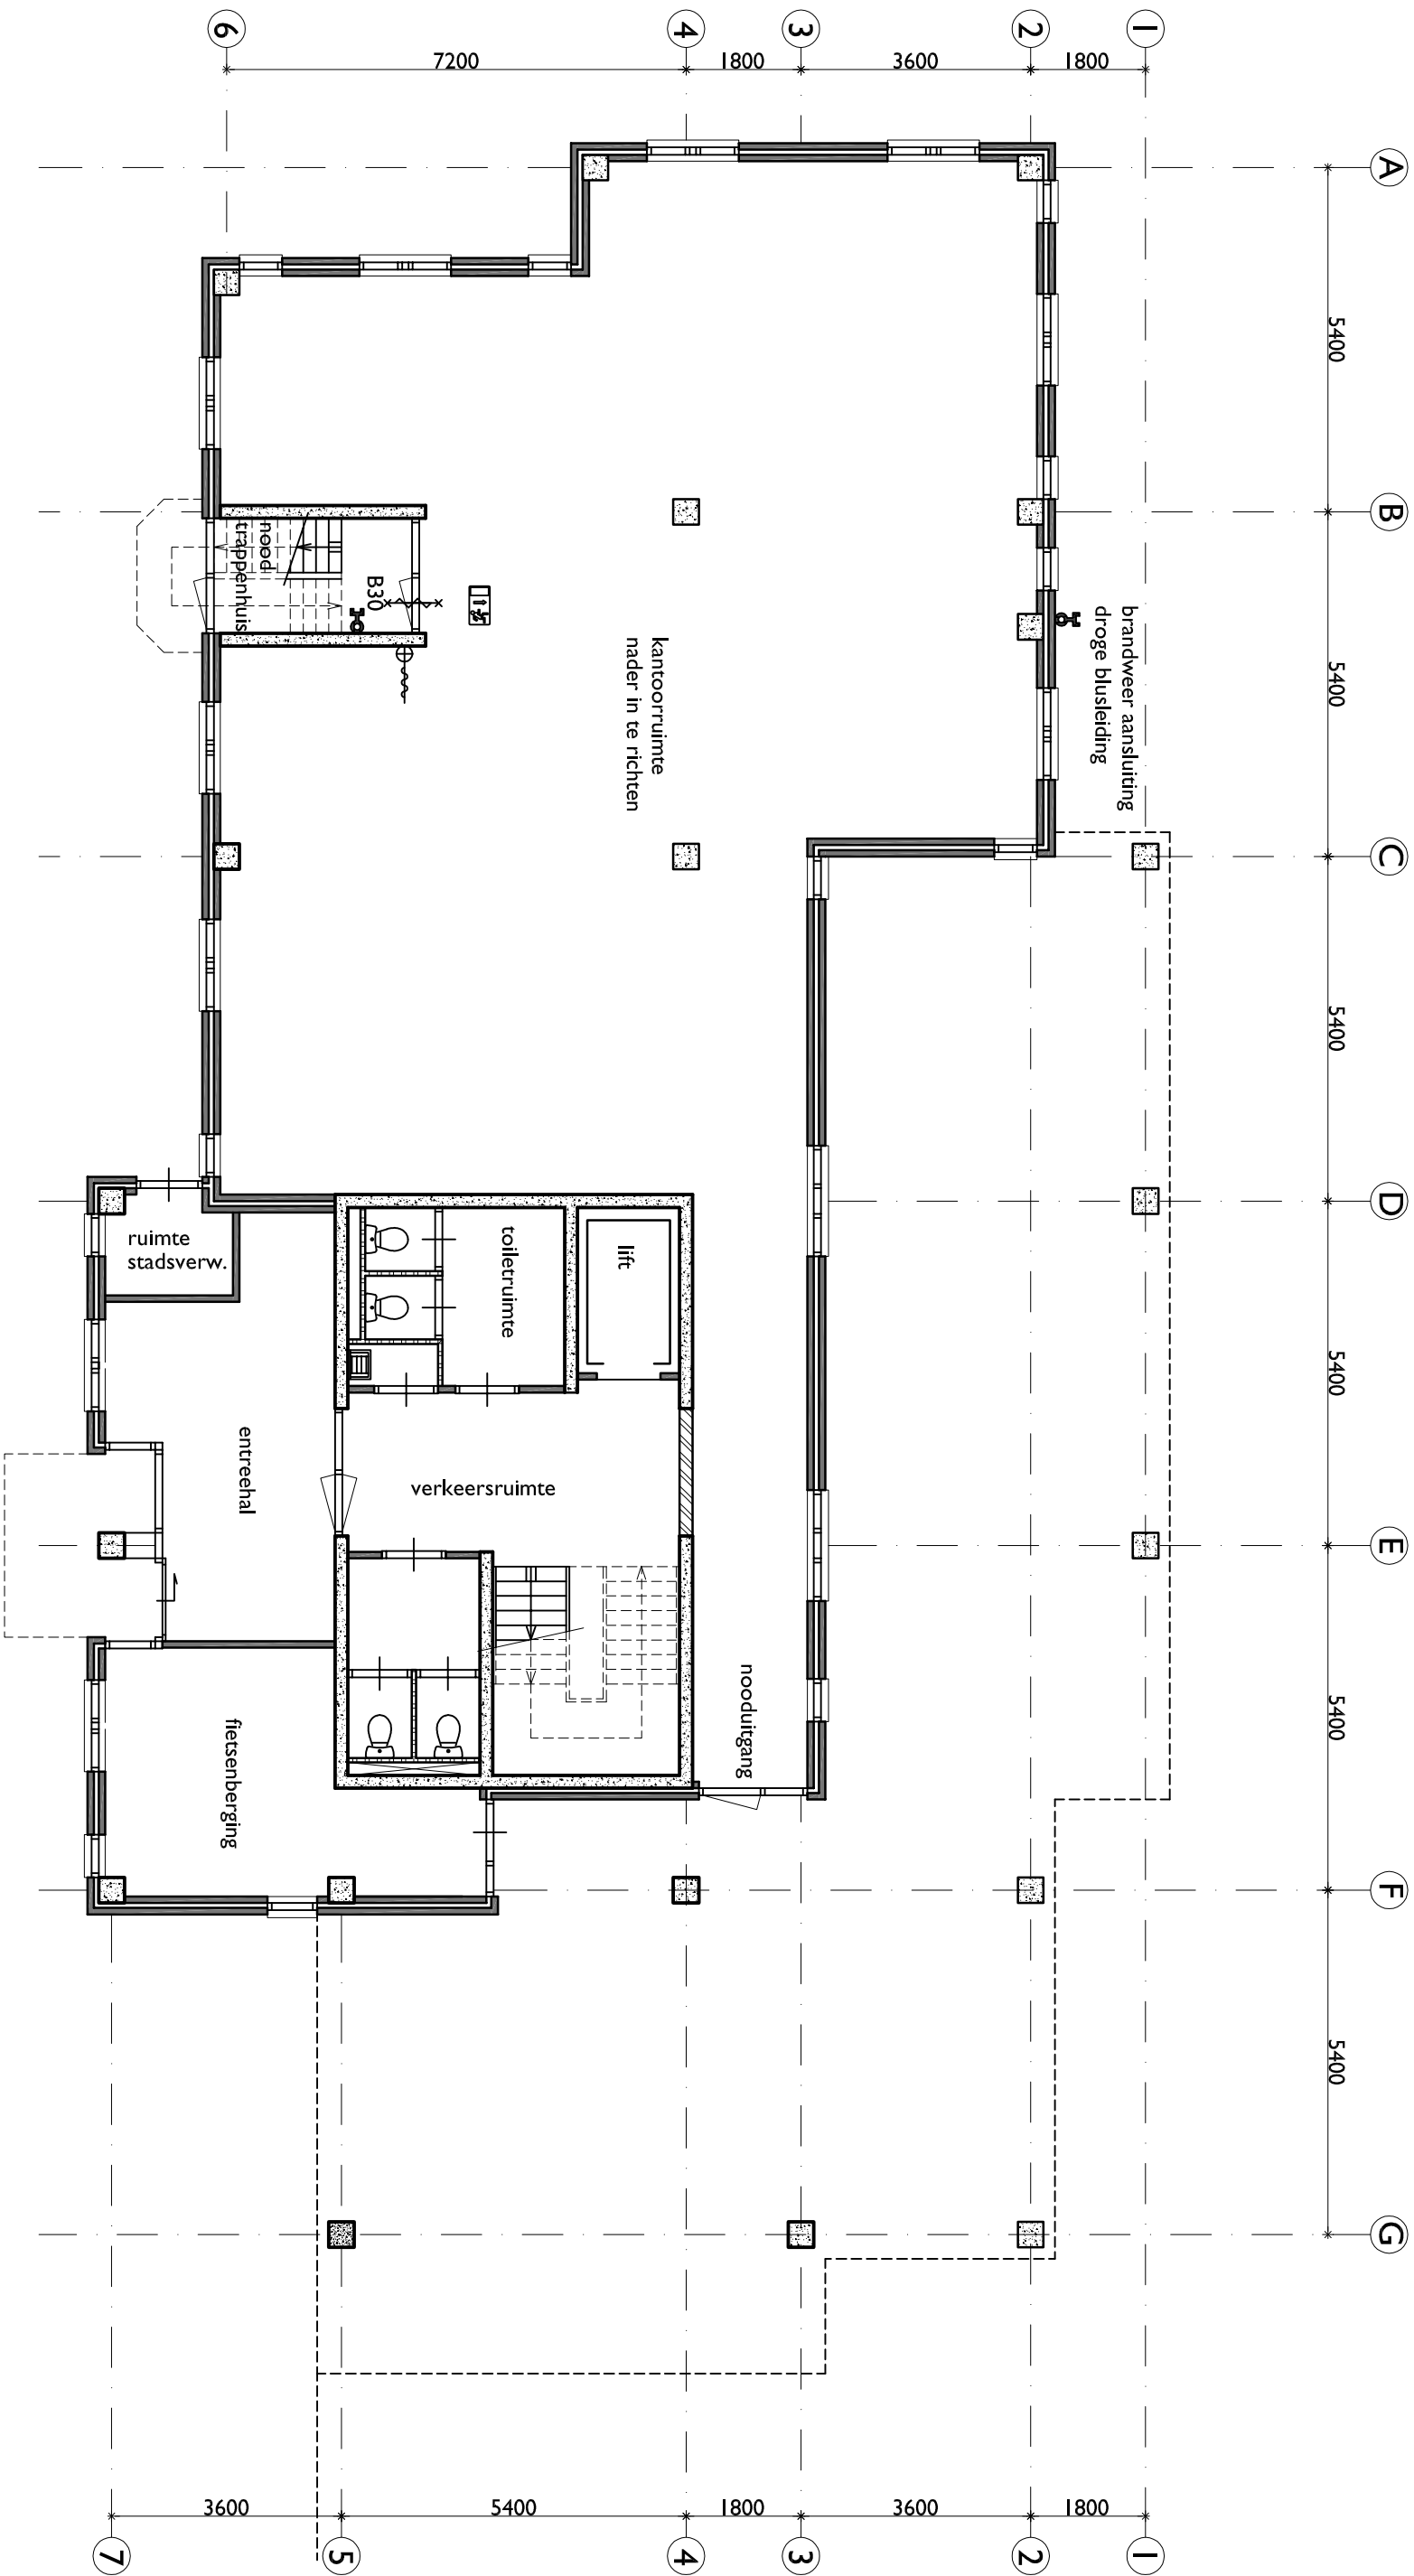 6
4
3
2
1
7200
1800
3600
1800
A
B
C
D
E
F
G
5400
5400
5400
5400
5400
5400
brandweer aansluiting
droge blusleiding
kantoorruimte
nader in te richten
nood
trappenhuis
B30
ruimte
stadsverw.
toiletruimte
lift
entreehal
verkeersruimte
nooduitgang
fietsenberging
3600
5400
1800
3600
1800
7
5
4
3
2
1